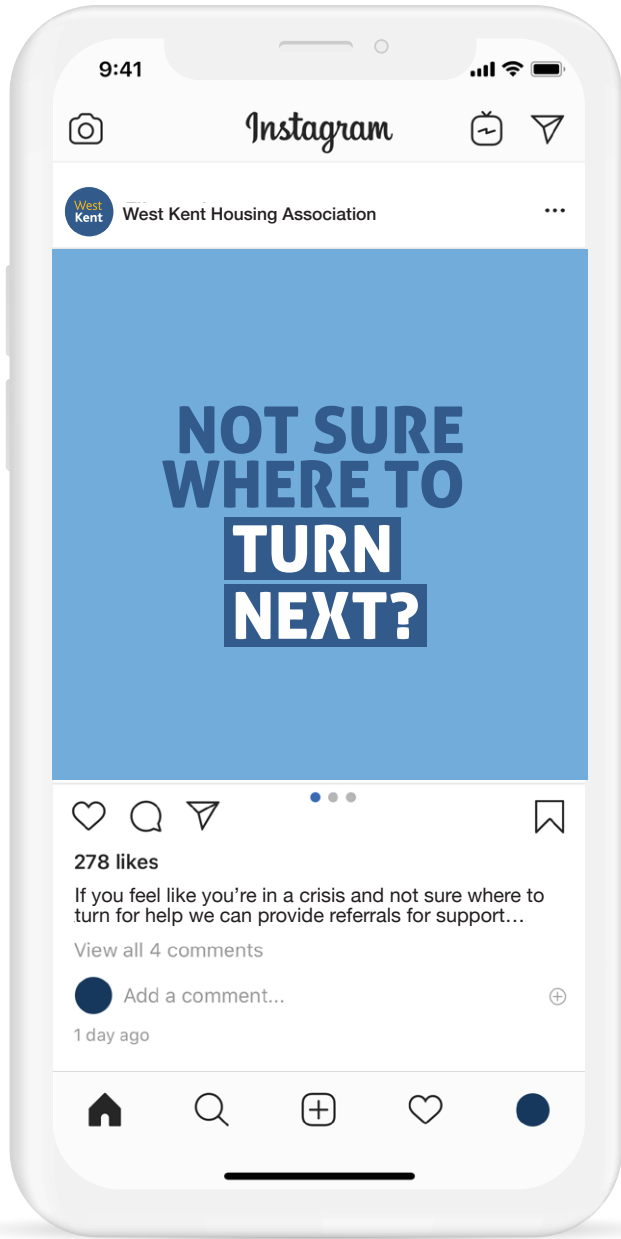 9:41
Instagram
West
Kent
West Kent Housing Association
NOT SURE
WHERE TO
TURN
NEXT?
278 likes
If you feel like you’re in a crisis and not sure where to
turn for help we can provide referrals for support…
View all 4 comments
Add a comment...
1 day ago